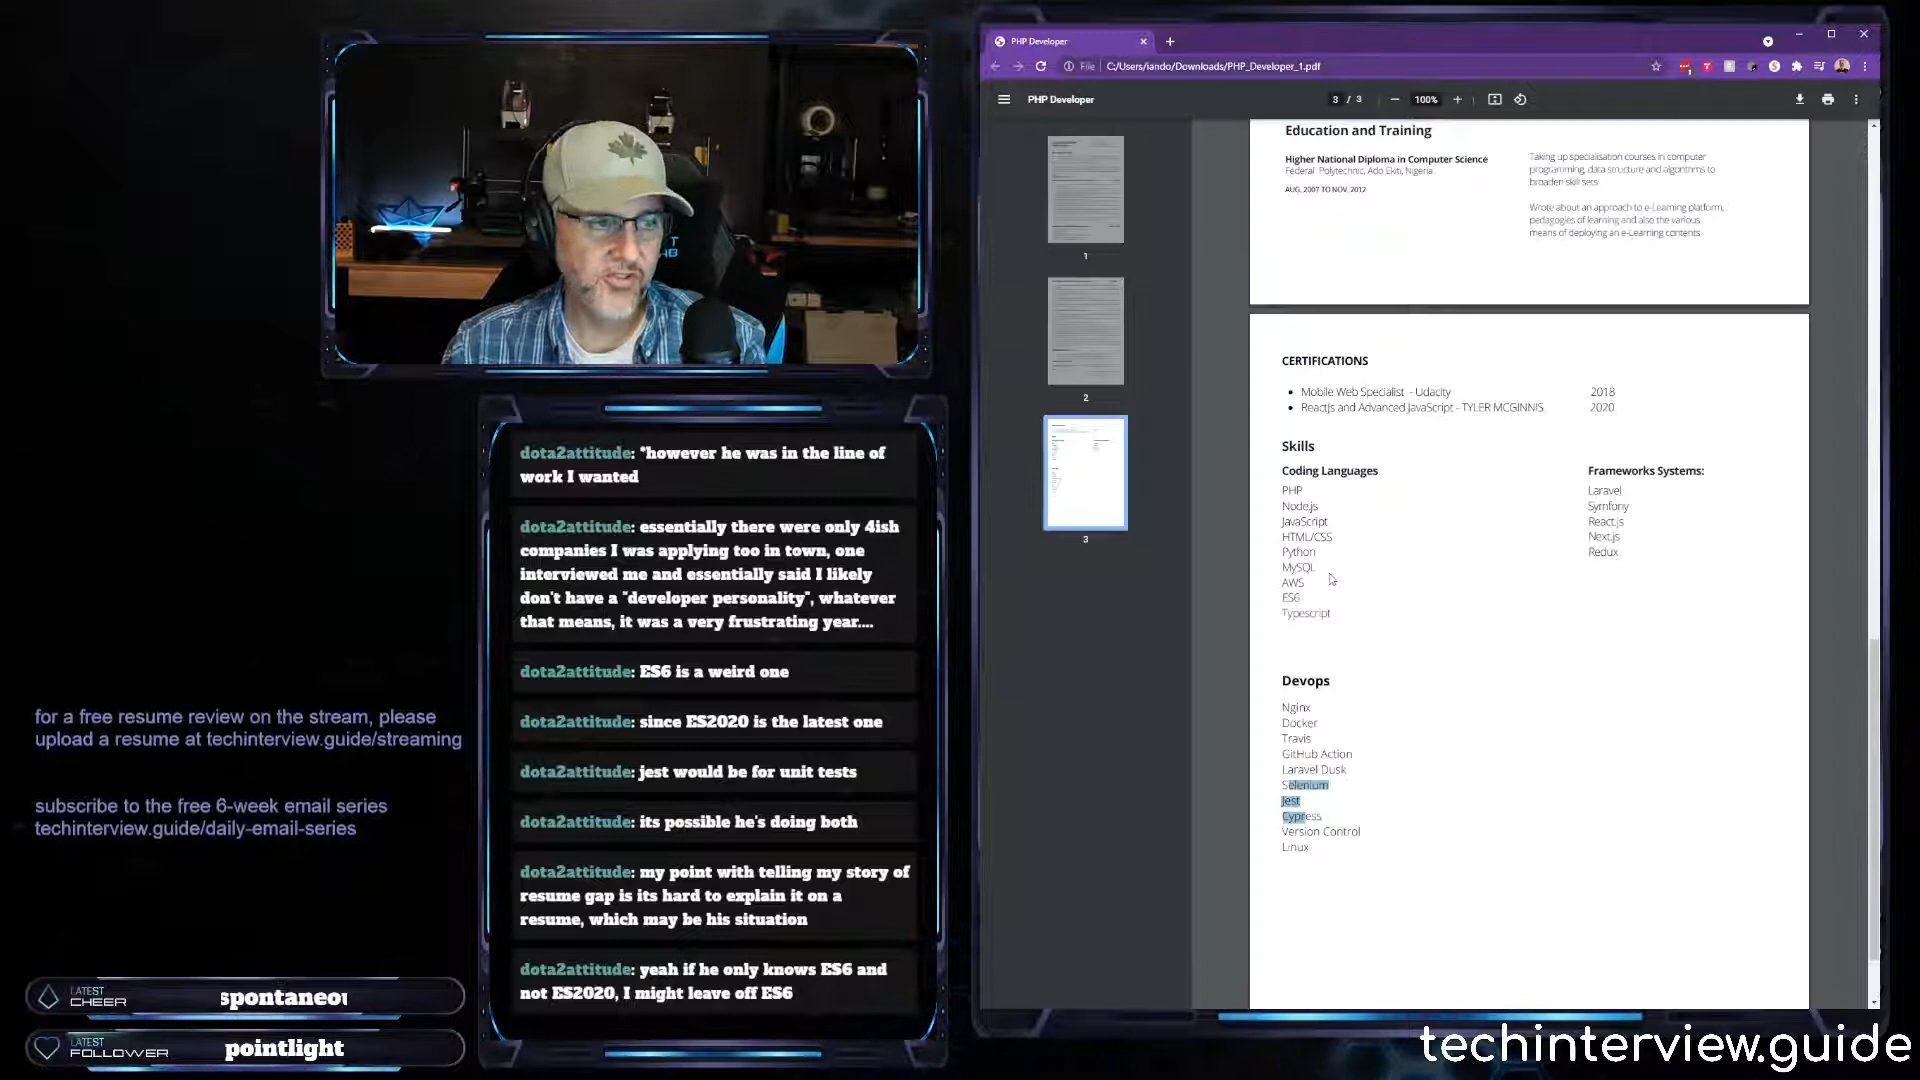 dota2attitude: *however he was in the line of
work I wanted
dota2attitude: essentially there were only 4ish
companies I was applying too in town, one
interviewed me and essentially said I likely
don't have a "developer personality", whatever
that means, it was a very frustrating year....
dota2attitude: ES6 is a weird one
dota2attitude: since ES2020 is the latest one
dota2attitude: jest would be for unit tests
dota2attitude: its possible he's doing both
dota2attitude: my point with telling my story of
resume gap is its hard to explain it on a
resume, which may be his situation
dota2attitude: yeah if he only knows ES6 and
not ES2020, I might leave off ES6
for a free resume review on the stream, please
upload a resume at techinterview.guide/streaming
subscribe to the free 6-week email series
techinterview.guide/daily-email-series
LATEST
CHEER
spontaneou
LATEST
FOLLOWER
pointlight
PHP Developer
File
C:/Users/iando/Downloads/PHP_Developer_1.pdf
PHP Developer
3 / 3
100%
1
2
3
Education and Training
Higher National Diploma in Computer Science
Federal Polytechnic, Ado Ekiti, Nigeria.
AUG, 2007 TO NOV, 2012
Taking up specialisation courses in computer
programming, data structure and algorithms to
broaden skill sets
Wrote about an approach to e-Learning platform,
pedagogies of learning and also the various
means of deploying an e-Learning contents
CERTIFICATIONS
Mobile Web Specialist - Udacity 2018
Reactjs and Advanced JavaScript - TYLER MCGINNIS 2020
Skills
Coding Languages
PHP
Node.js
JavaScript
HTML/CSS
Python
MySQL
AWS
ES6
Typescript
Frameworks Systems:
Laravel
Symfony
React.js
Next.js
Redux
Devops
Nginx
Docker
Travis
GitHub Action
Laravel Dusk
Selenium
Jest
Cypress
Version Control
Linux
techinterview.guide